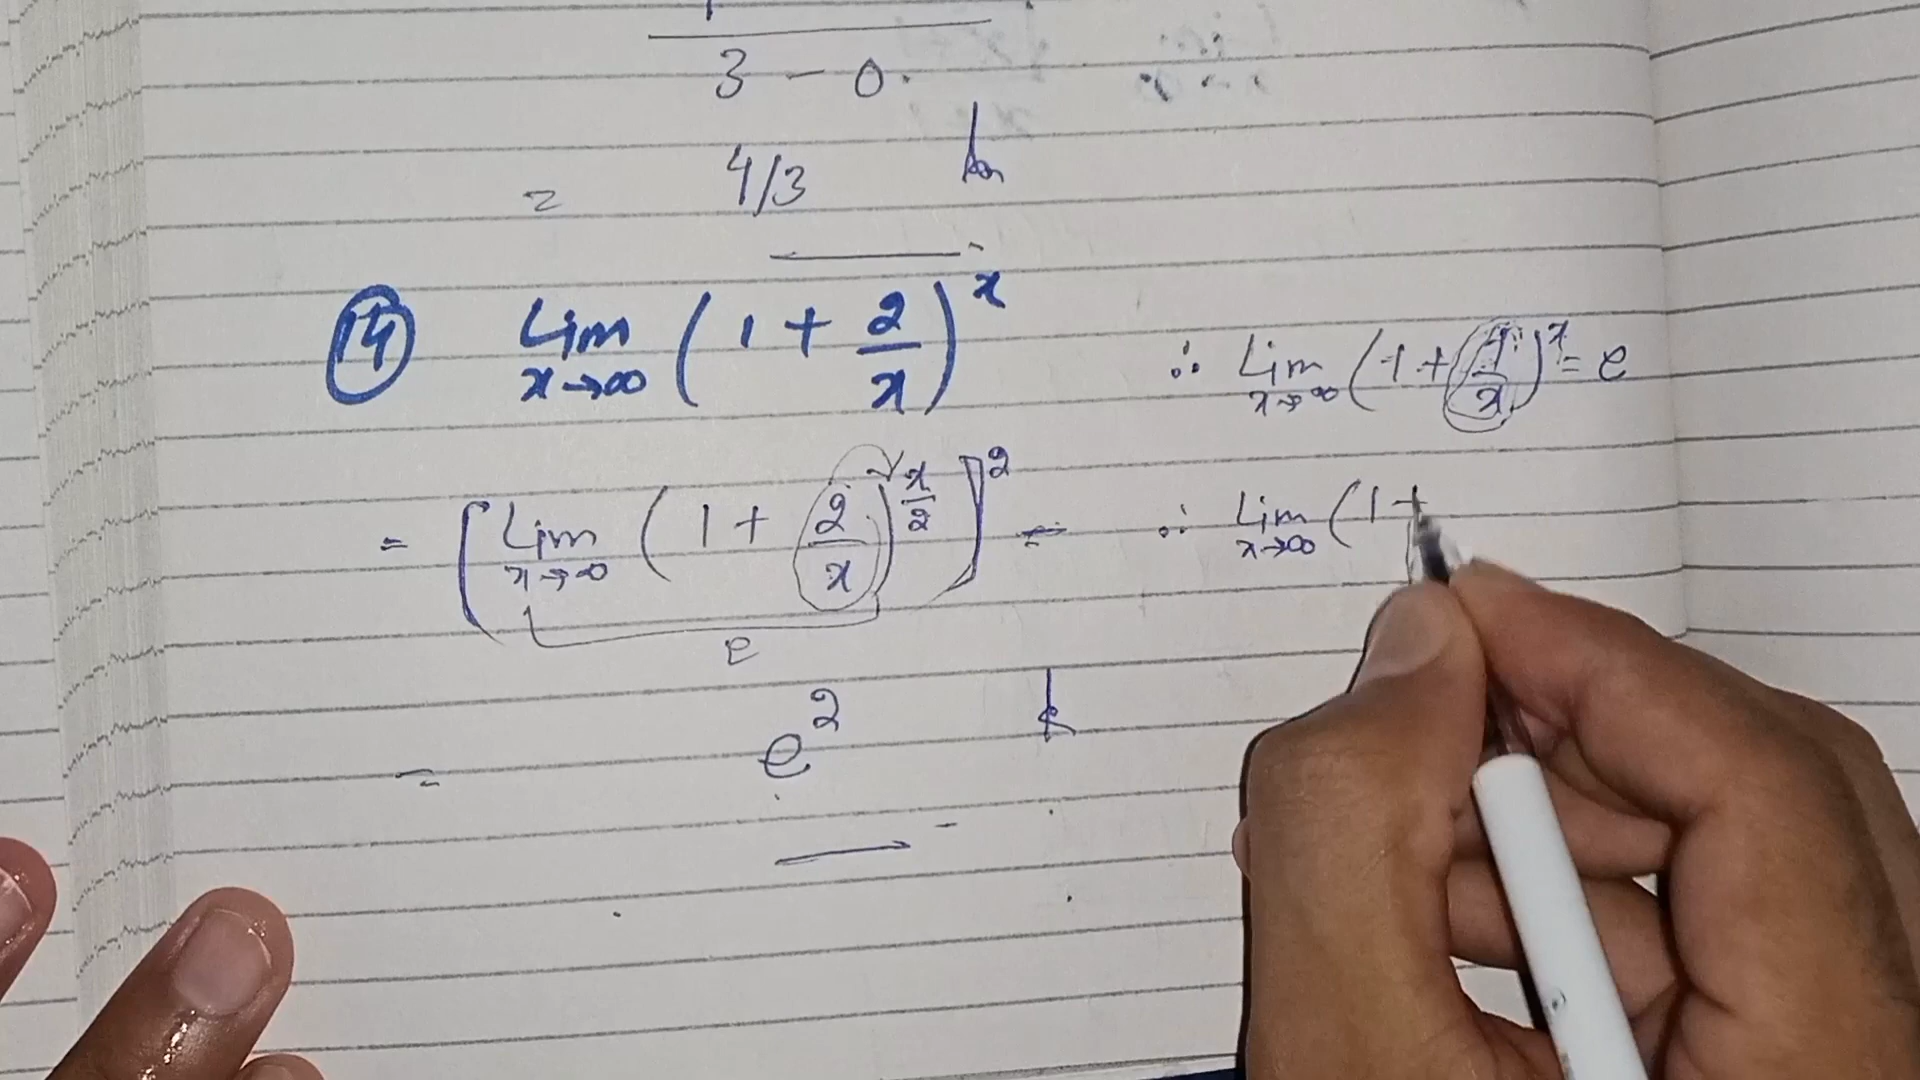 3 - 0
= 4/3
(14) Lim x→∞ (1 + 2/x)^x
∴ Lim x→∞ (1 + 1/x)^x = e
= [Lim x→∞ (1 + 2/x)^(x/2)]^2 =
∴ Lim x→∞ (1 +
e
= e^2